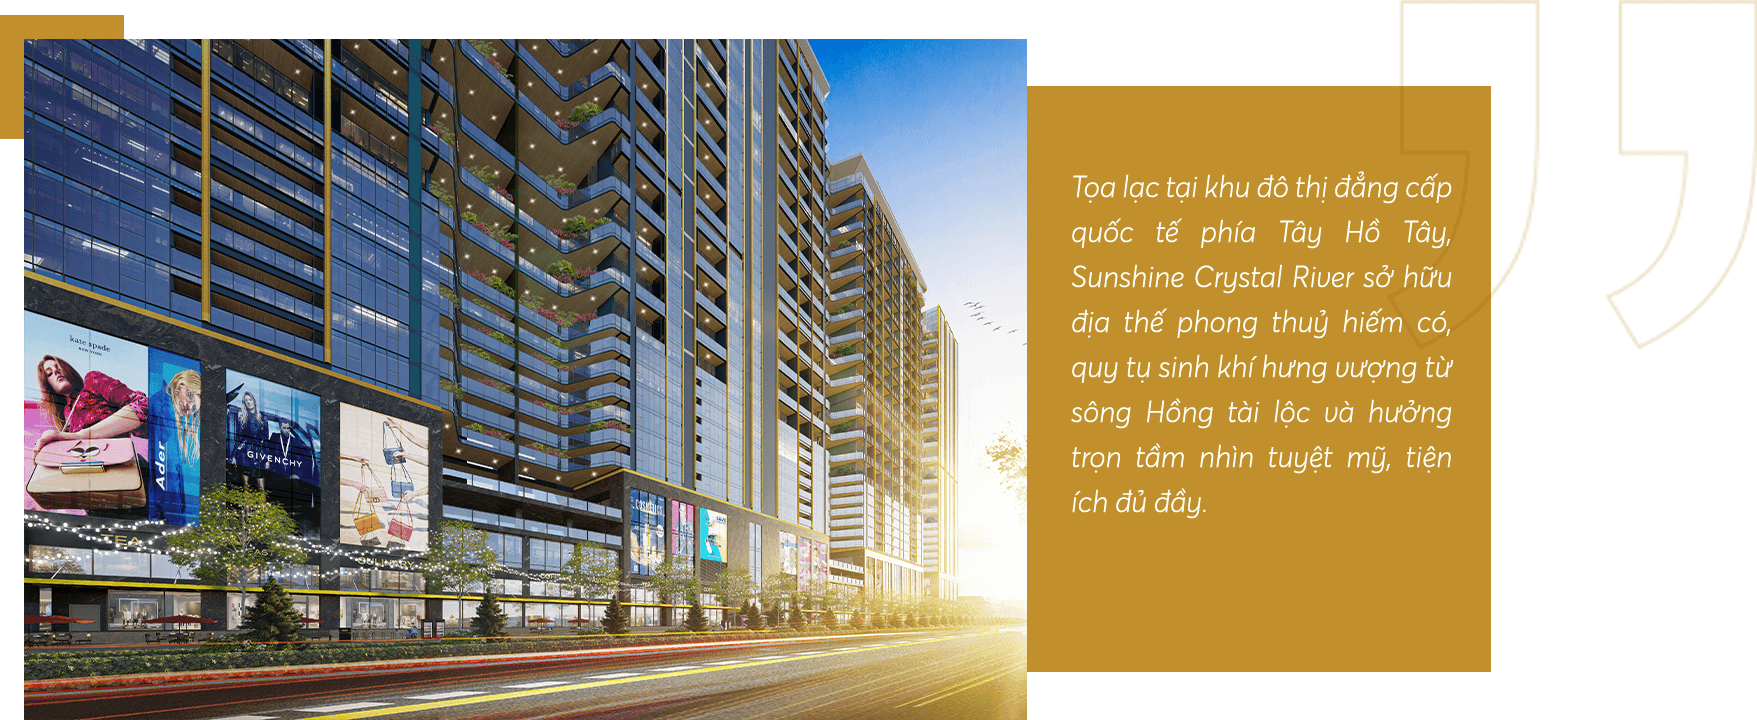 kate spade
NEW YORK
Ader
GIVENCHY
Tọa lạc tại khu đô thị đẳng cấp
quốc tế phía Tây Hồ Tây,
Sunshine Crystal River sở hữu
địa thế phong thuỷ hiếm có,
quy tụ sinh khí hưng vượng từ
sông Hồng tài lộc và hưởng
trọn tầm nhìn tuyệt mỹ, tiện
ích đủ đầy.